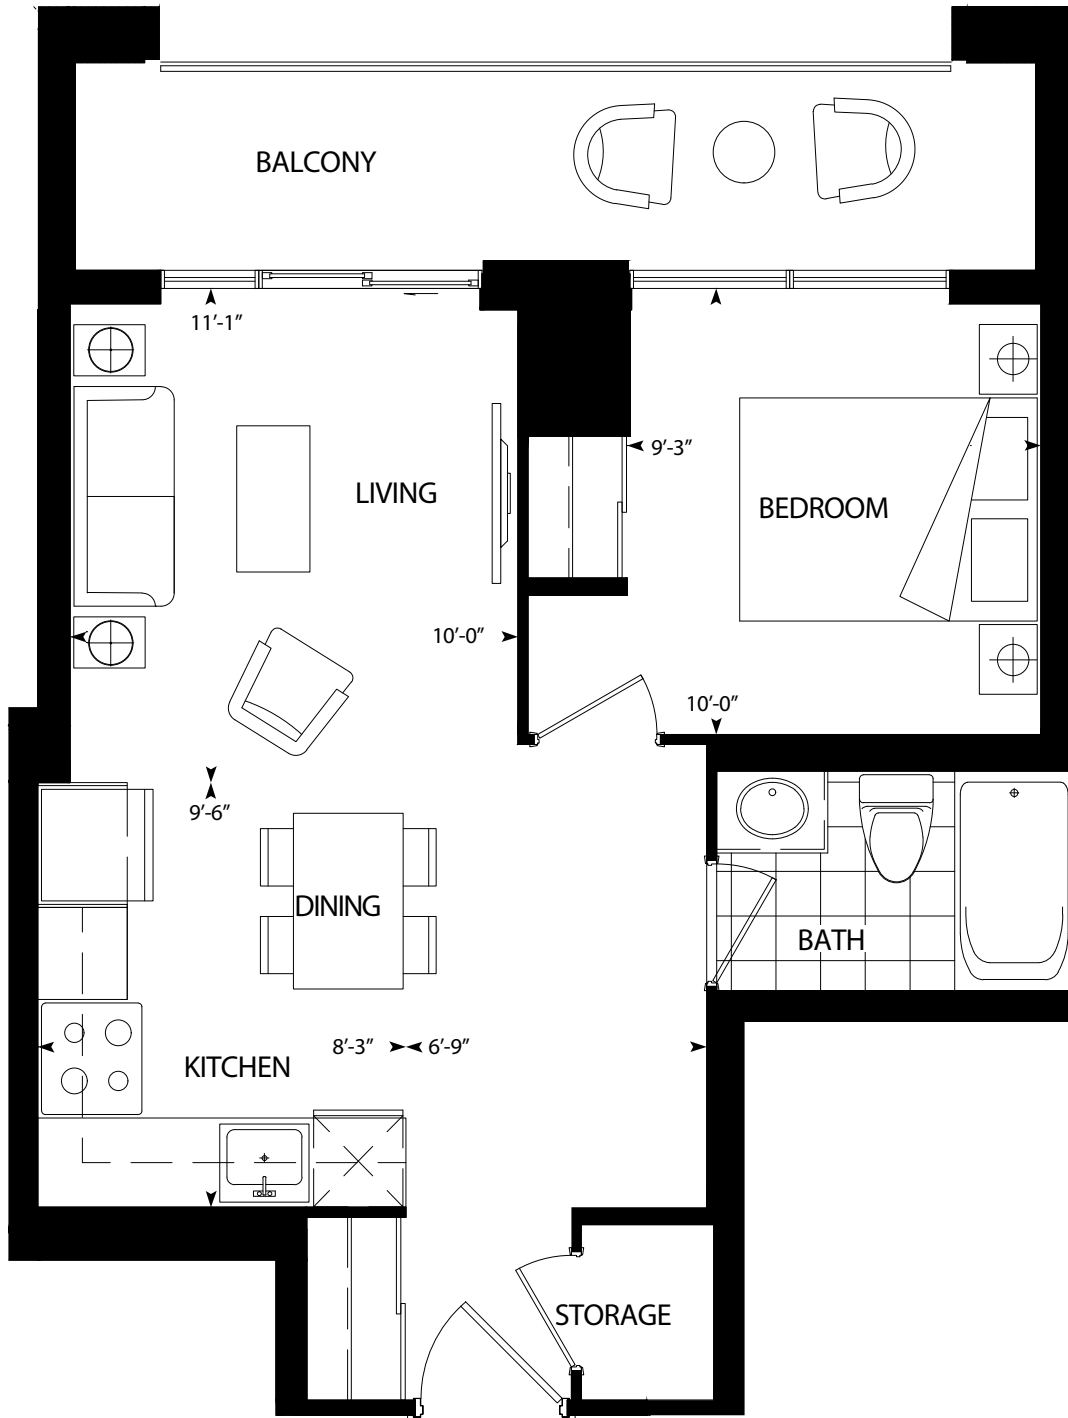 BALCONY
11'-1"
9'-3"
LIVING
BEDROOM
10'-0"
10'-0"
9'-6"
DINING
BATH
8'-3"
6'-9"
KITCHEN
STORAGE